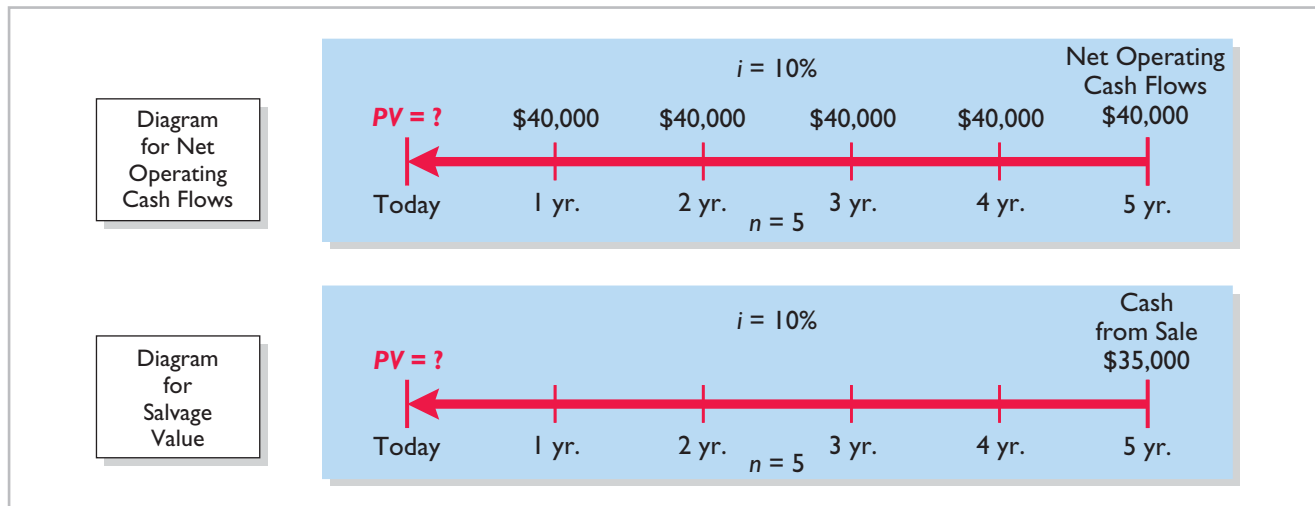 Diagram
for Net
Operating
Cash Flows
i = 10%
Net Operating
Cash Flows
PV = ? $40,000 $40,000 $40,000 $40,000 $40,000
Today 1 yr. 2 yr. 3 yr. 4 yr. 5 yr.
n = 5
Diagram
for
Salvage
Value
i = 10%
Cash
from Sale
PV = ? $35,000
Today 1 yr. 2 yr. 3 yr. 4 yr. 5 yr.
n = 5